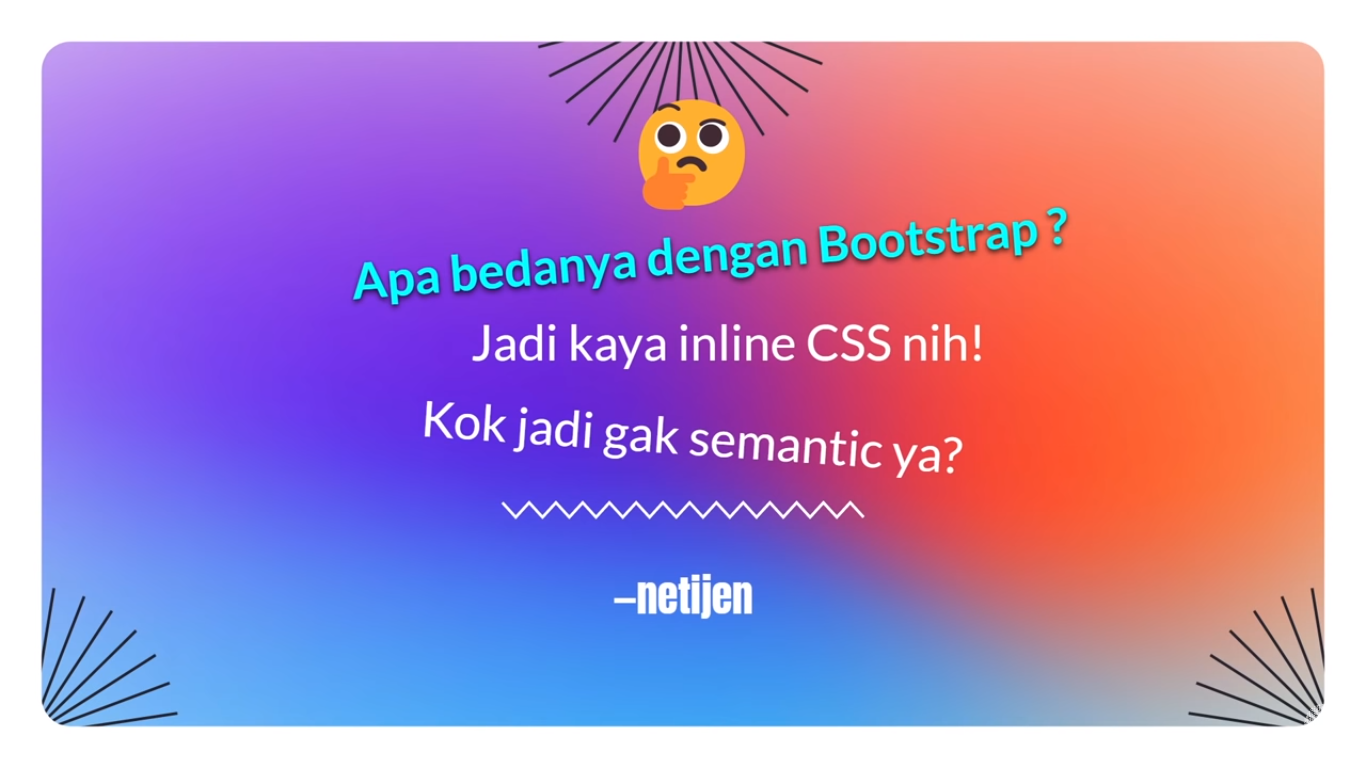 Apa bedanya dengan Bootstrap ?
Jadi kaya inline CSS nih!
Kok jadi gak semantic ya?
–netijen